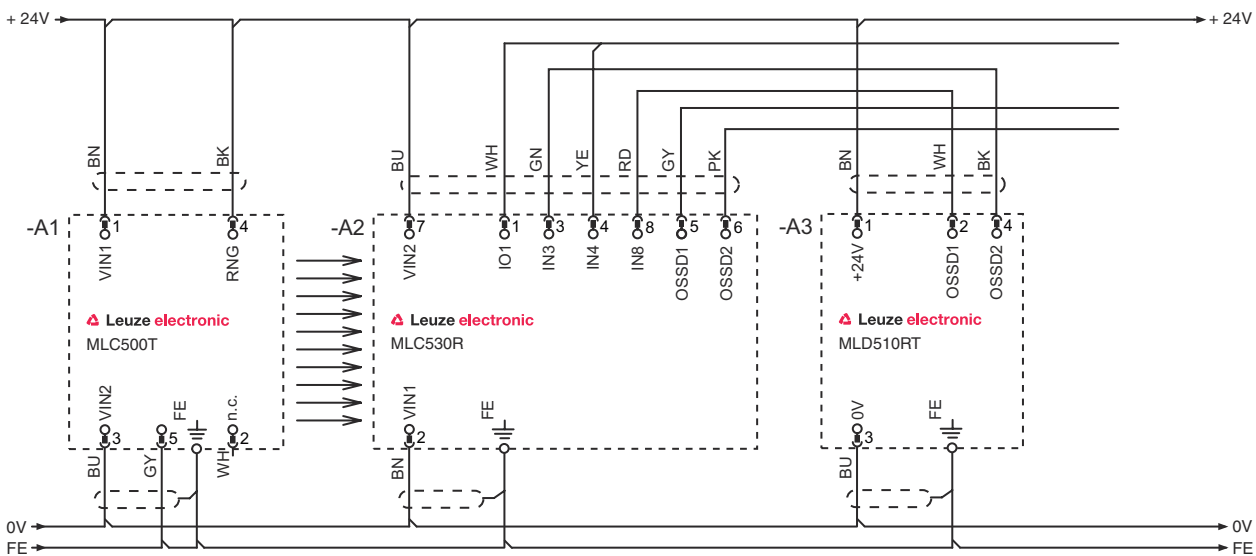 + 24V
+ 24V
BN
BK
BU
WH
GN
YE
RD
GY
PK
BN
WH
BK
-A1
1
4
-A2
7
1
3
4
8
5
6
-A3
1
2
4
VIN1
RNG
VIN2
IO1
IN3
IN4
IN8
OSSD1
OSSD2
+24V
OSSD1
OSSD2
Leuze electronic
MLC500T
Leuze electronic
MLC530R
Leuze electronic
MLD510RT
VIN2
FE
n.c.
VIN1
FE
0V
FE
3
5
2
2
3
BU
GY
WH
BN
BU
0V
0V
FE
FE